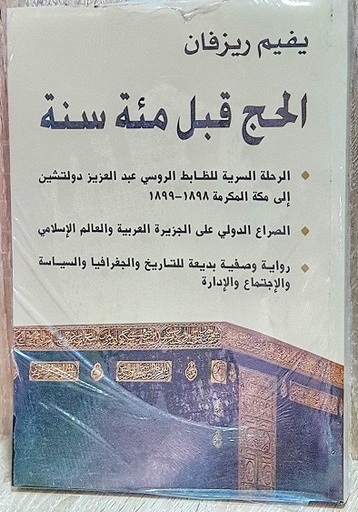 يفيم ريزفان
الحج قبل مئة سنة
الرحلة السرية للظابط الروسي عبد العزيز دولتشين
إلى مكة المكرمة ١٨٩٨-١٨٩٩
الصراع الدولي على الجزيرة العربية والعالم الإسلامي
رواية وصفية بديعة للتاريخ والجغرافيا والسياسة
والإجتماع والإدارة